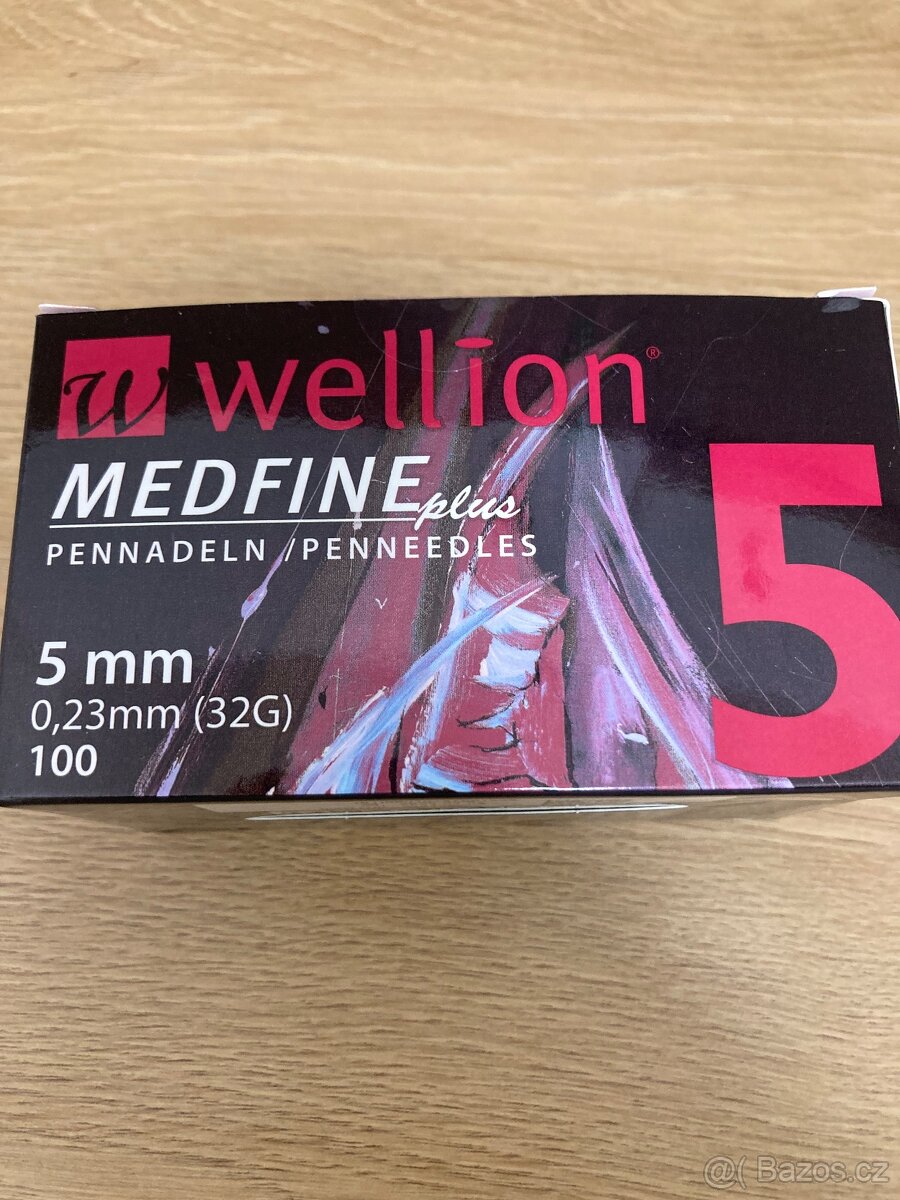 w wellion®
MEDFINE plus
PENNADELN /PENNEEDLES
5
5 mm
0,23mm (32G)
100
@( Bazos.cz